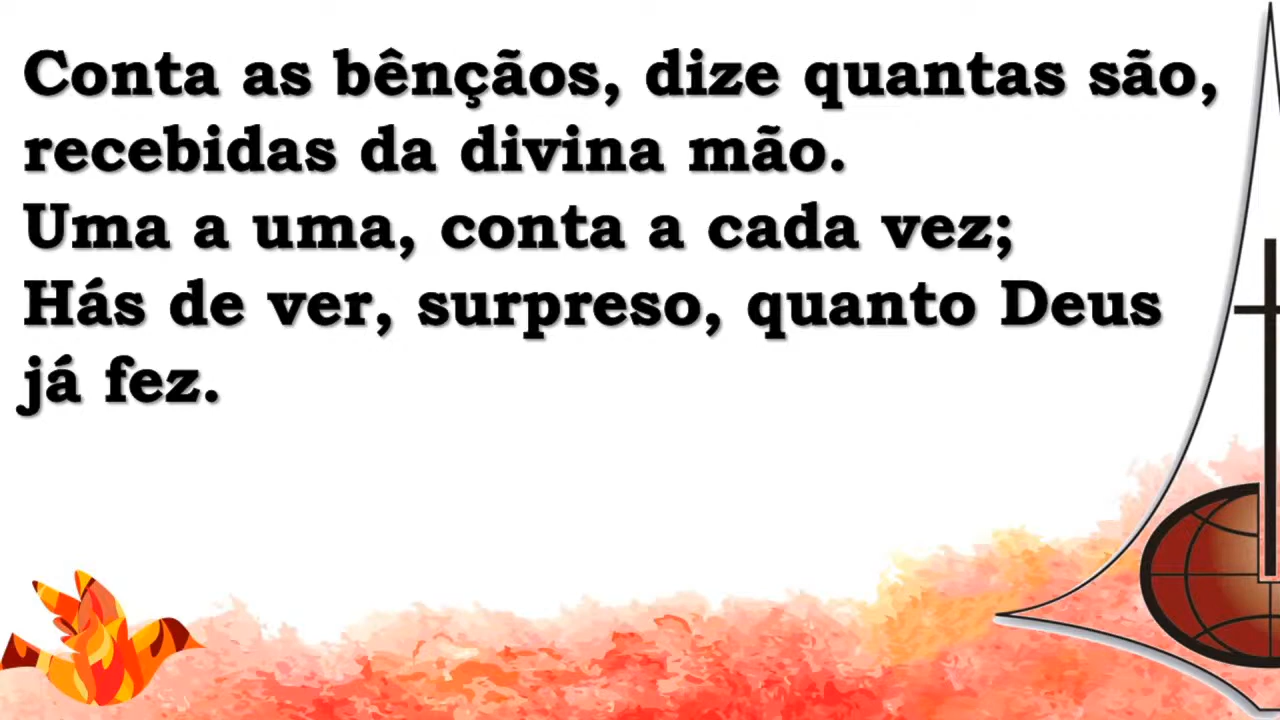 Conta as bênçãos, dize quantas são,
recebidas da divina mão.
Uma a uma, conta a cada vez;
Hás de ver, surpreso, quanto Deus
já fez.